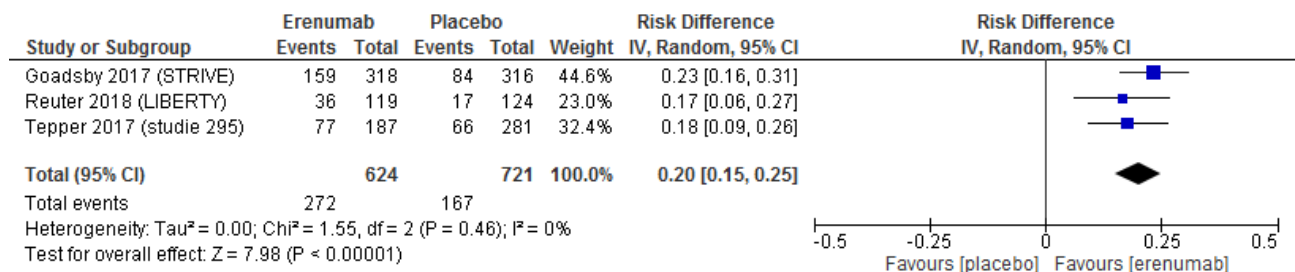 Erenumab Placebo Risk Difference Risk Difference
Study or Subgroup Events Total Events Total Weight IV, Random, 95% CI IV, Random, 95% CI
Goadsby 2017 (STRIVE) 159 318 84 316 44.6% 0.23 [0.16, 0.31]
Reuter 2018 (LIBERTY) 36 119 17 124 23.0% 0.17 [0.06, 0.27]
Tepper 2017 (studie 295) 77 187 66 281 32.4% 0.18 [0.09, 0.26]
Total (95% CI) 624 721 100.0% 0.20 [0.15, 0.25]
Total events 272 167
Heterogeneity: Tau² = 0.00; Chi² = 1.55, df = 2 (P = 0.46); I² = 0%
Test for overall effect: Z = 7.98 (P < 0.00001)
-0.5 -0.25 0 0.25 0.5
Favours [placebo] Favours [erenumab]